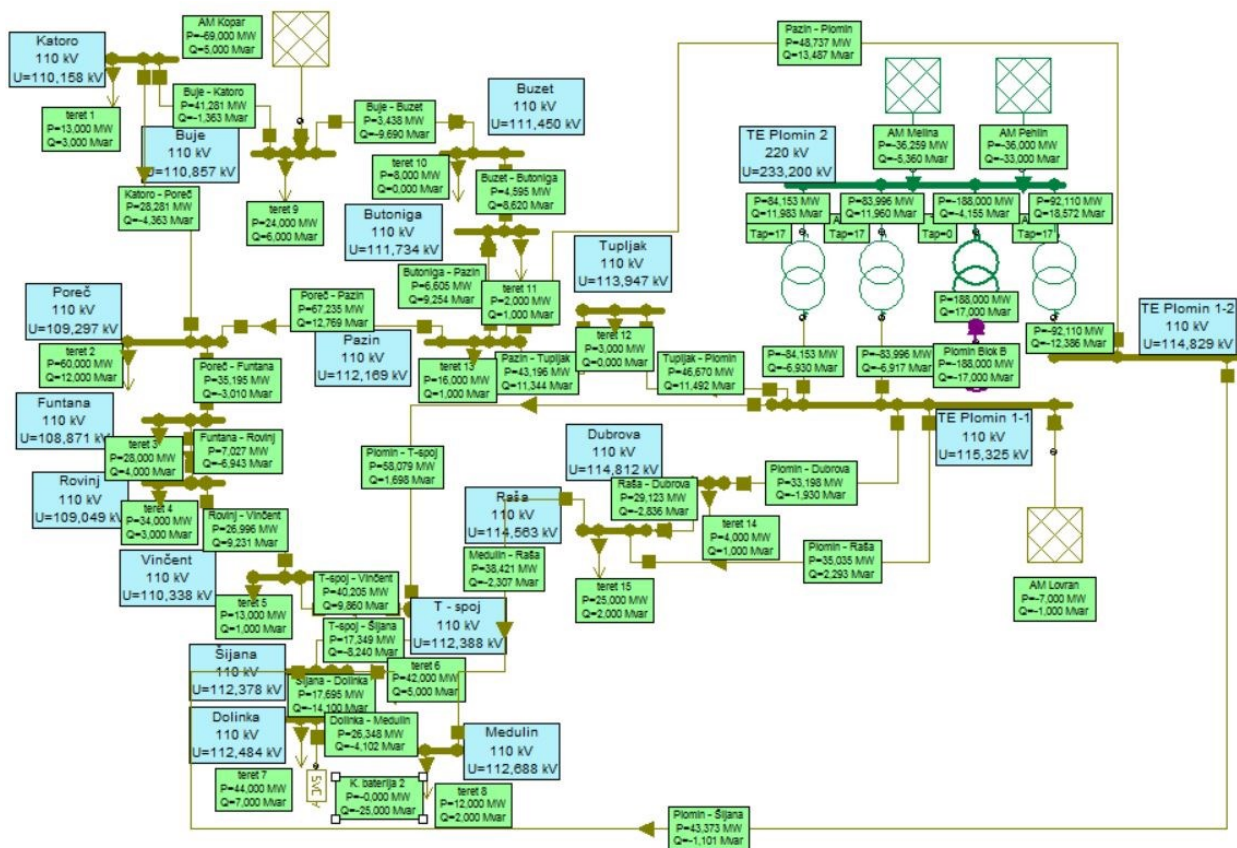 AM Kopar
P=-69,000 MW
Q=5,000 Mvar
Katoro
110 kV
U=110,158 kV
Pazin - Plomin
P=48,737 MW
Q=13,487 Mvar
Buje - Katoro
P=41,281 MW
Q=-1,363 Mvar
Buje - Buzet
P=3,438 MW
Q=-9,690 Mvar
Buzet
110 kV
U=111,450 kV
teret 1
P=13,000 MW
Q=3,000 Mvar
Buje
110 kV
U=110,857 kV
TE Plomin 2
220 kV
U=233,200 kV
AM Melina
P=-36,259 MW
Q=-5,360 Mvar
AM Pehlin
P=-36,000 MW
Q=-33,000 Mvar
teret 10
P=8,000 MW
Q=0,000 Mvar
Buzet - Butoniga
P=4,595 MW
Q=8,620 Mvar
Katoro - Poreč
P=28,281 MW
Q=-4,363 Mvar
teret 9
P=24,000 MW
Q=6,000 Mvar
P=84,153 MW
Q=11,983 Mvar
P=83,996 MW
Q=11,960 Mvar
P=-188,000 MW
Q=-4,155 Mvar
P=92,110 MW
Q=18,572 Mvar
Tap=17
Tap=17
Tap=0
Tap=17
Butoniga
110 kV
U=111,734 kV
Tupljak
110 kV
U=113,947 kV
Butoniga - Pazin
P=6,605 MW
Q=9,254 Mvar
teret 11
P=2,000 MW
Q=1,000 Mvar
Poreč
110 kV
U=109,297 kV
Poreč - Pazin
P=67,235 MW
Q=12,769 Mvar
P=188,000 MW
Q=17,000 Mvar
TE Plomin 1-2
110 kV
U=114,829 kV
P=-92,110 MW
Q=-12,386 Mvar
teret 12
P=3,000 MW
Q=0,000 Mvar
Pazin
110 kV
U=112,169 kV
teret 2
P=60,000 MW
Q=12,000 Mvar
P=-84,153 MW
Q=-6,930 Mvar
P=-83,996 MW
Q=-6,917 Mvar
Plomin Blok B
P=-188,000 MW
Q=-17,000 Mvar
Poreč - Funtana
P=35,195 MW
Q=-3,010 Mvar
teret 13
P=16,000 MW
Q=1,000 Mvar
Pazin - Tupljak
P=43,196 MW
Q=11,344 Mvar
Tupljak - Plomin
P=46,670 MW
Q=11,492 Mvar
Funtana
110 kV
U=108,871 kV
TE Plomin 1-1
110 kV
U=115,325 kV
teret 3
P=28,000 MW
Q=4,000 Mvar
Funtana - Rovinj
P=7,027 MW
Q=-6,943 Mvar
Plomin - T-spoj
P=58,079 MW
Q=1,698 Mvar
Dubrova
110 kV
U=114,812 kV
Plomin - Dubrova
P=33,198 MW
Q=-1,930 Mvar
Rovinj
110 kV
U=109,049 kV
teret 4
P=34,000 MW
Q=3,000 Mvar
Raša - Dubrova
P=29,123 MW
Q=-2,836 Mvar
Raša
110 kV
U=114,563 kV
Rovinj - Vinčent
P=26,996 MW
Q=9,231 Mvar
teret 14
P=4,000 MW
Q=1,000 Mvar
Plomin - Raša
P=35,035 MW
Q=2,293 Mvar
Medulin - Raša
P=38,421 MW
Q=-2,307 Mvar
Vinčent
110 kV
U=110,338 kV
teret 5
P=13,000 MW
Q=1,000 Mvar
T-spoj - Vinčent
P=40,205 MW
Q=9,860 Mvar
teret 15
P=25,000 MW
Q=2,000 Mvar
AM Lovran
P=-7,000 MW
Q=-1,000 Mvar
T - spoj
110 kV
U=112,388 kV
T-spoj - Šijana
P=17,349 MW
Q=-8,240 Mvar
Šijana
110 kV
U=112,378 kV
teret 6
P=42,000 MW
Q=5,000 Mvar
Šijana - Dolinka
P=17,695 MW
Q=-14,100 Mvar
Dolinka
110 kV
U=112,484 kV
Dolinka - Medulin
P=26,348 MW
Q=-4,102 Mvar
Medulin
110 kV
U=112,688 kV
teret 7
P=44,000 MW
Q=7,000 Mvar
SVC
K. baterija 2
P=-0,000 MW
Q=-25,000 Mvar
teret 8
P=12,000 MW
Q=2,000 Mvar
Plomin - Šijana
P=43,373 MW
Q=-1,101 Mvar